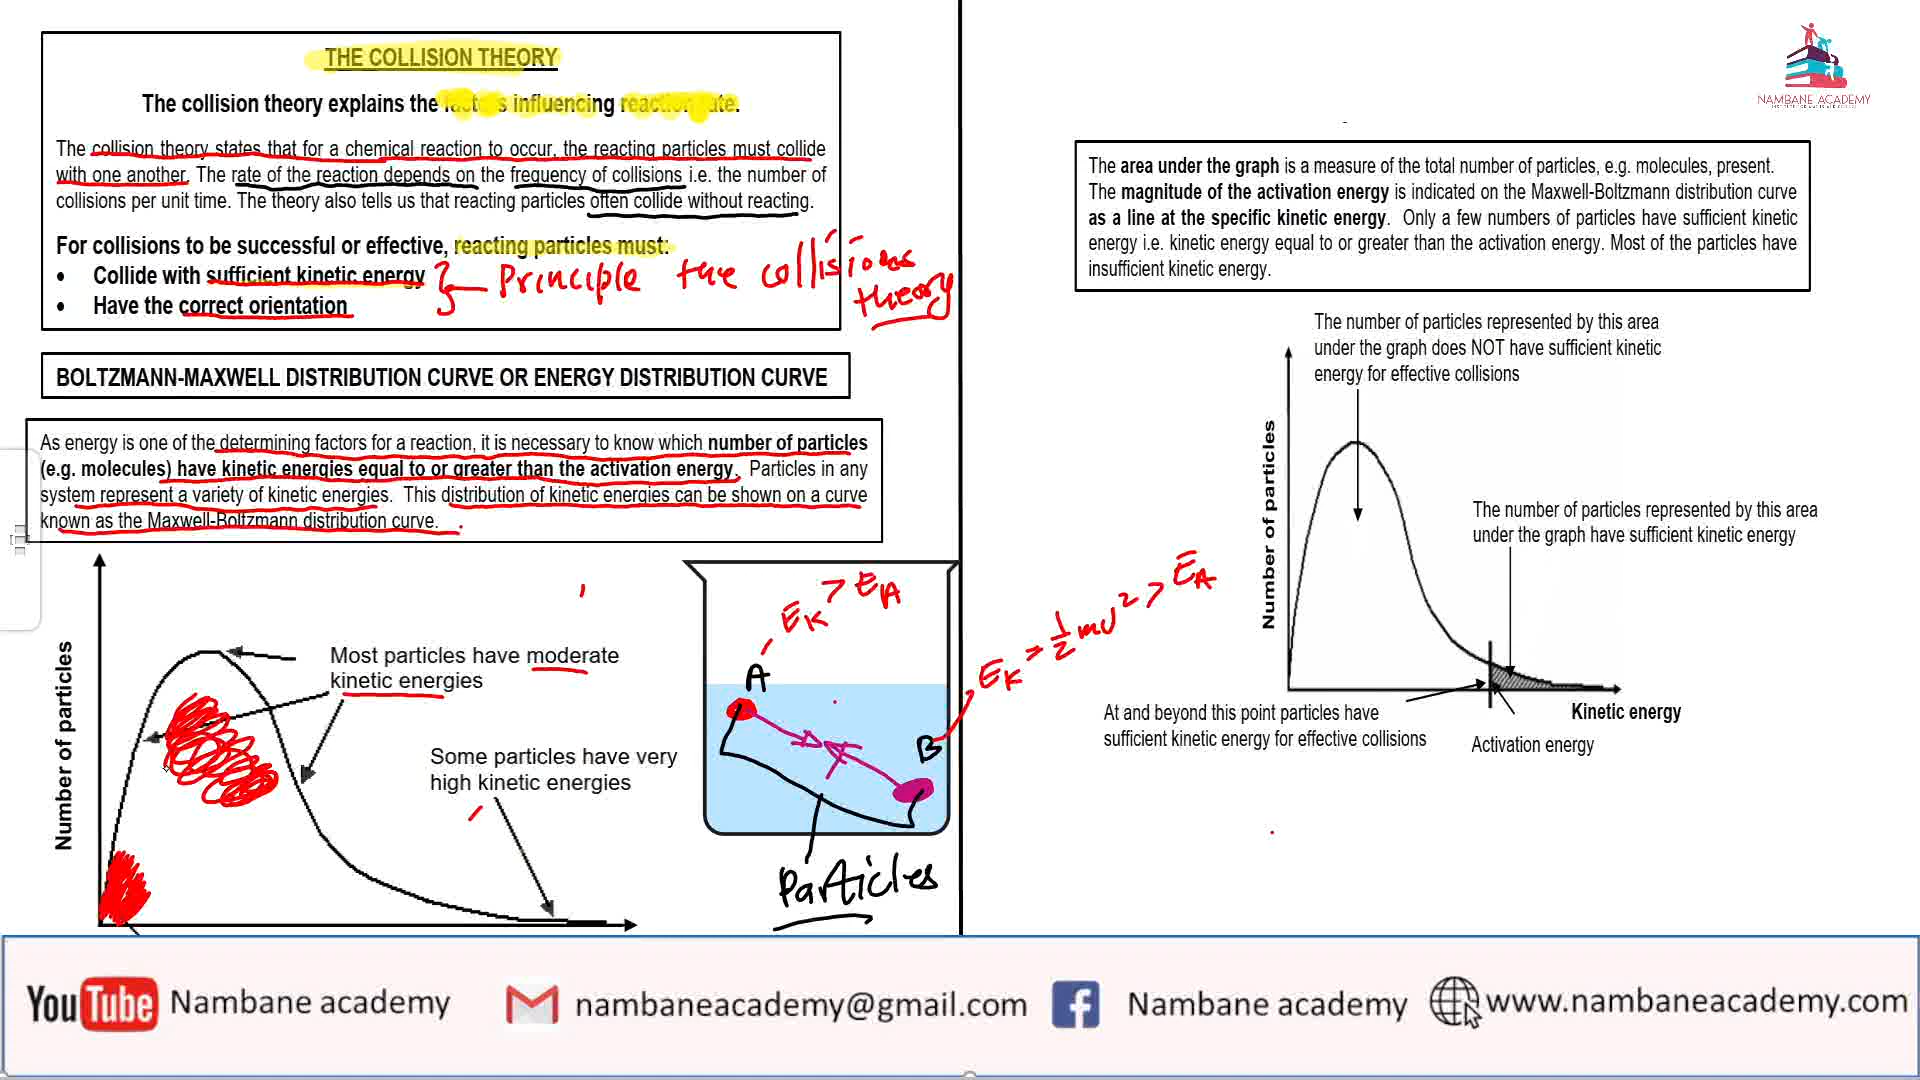 THE COLLISION THEORY
The collision theory explains the factors influencing reaction rate.
The collision theory states that for a chemical reaction to occur, the reacting particles must collide
with one another. The rate of the reaction depends on the frequency of collisions i.e. the number of
collisions per unit time. The theory also tells us that reacting particles often collide without reacting.
For collisions to be successful or effective, reacting particles must:
• Collide with sufficient kinetic energy
• Have the correct orientation
Principle the collisions
theory
BOLTZMANN-MAXWELL DISTRIBUTION CURVE OR ENERGY DISTRIBUTION CURVE
As energy is one of the determining factors for a reaction, it is necessary to know which number of particles
(e.g. molecules) have kinetic energies equal to or greater than the activation energy. Particles in any
system represent a variety of kinetic energies. This distribution of kinetic energies can be shown on a curve
known as the Maxwell-Boltzmann distribution curve.
Number of particles
Most particles have moderate
kinetic energies
Some particles have very
high kinetic energies
EK > EA
A
B
EK = 1/2 mv² > EA
Particles
NAMBANE ACADEMY
The area under the graph is a measure of the total number of particles, e.g. molecules, present.
The magnitude of the activation energy is indicated on the Maxwell-Boltzmann distribution curve
as a line at the specific kinetic energy. Only a few numbers of particles have sufficient kinetic
energy i.e. kinetic energy equal to or greater than the activation energy. Most of the particles have
insufficient kinetic energy.
The number of particles represented by this area
under the graph does NOT have sufficient kinetic
energy for effective collisions
Number of particles
The number of particles represented by this area
under the graph have sufficient kinetic energy
At and beyond this point particles have
sufficient kinetic energy for effective collisions
Kinetic energy
Activation energy
YouTube Nambane academy
nambaneacademy@gmail.com
Nambane academy
www.nambaneacademy.com